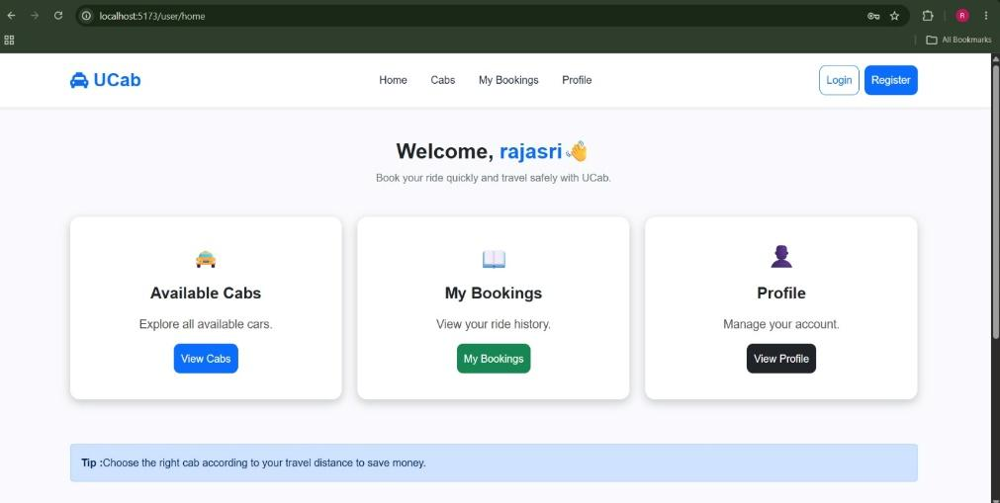 localhost:5173/user/home
R
All Bookmarks
UCab
Home Cabs My Bookings Profile
Login Register
Welcome, rajasri
Book your ride quickly and travel safely with UCab.
Available Cabs
Explore all available cars.
View Cabs
My Bookings
View your ride history.
My Bookings
Profile
Manage your account.
View Profile
Tip :Choose the right cab according to your travel distance to save money.